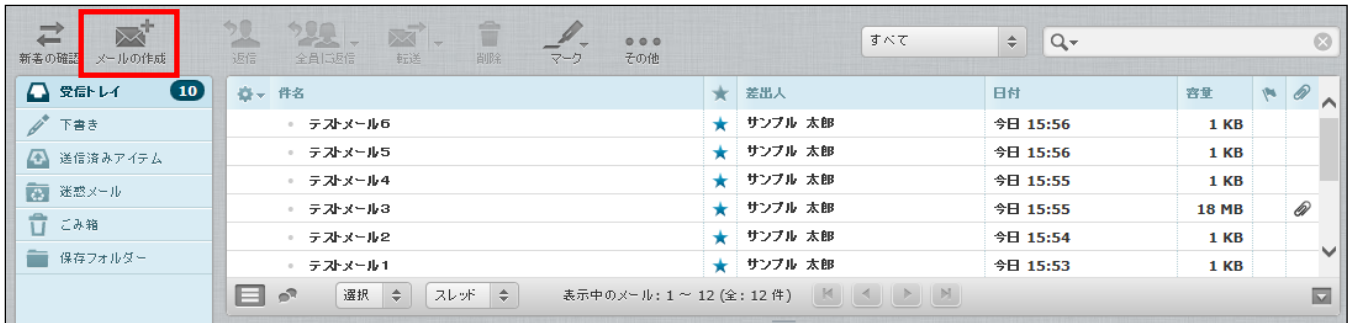 新着の確認 メールの作成 返信 全員に返信 転送 削除 マーク その他 すべて
受信トレイ 10
下書き
送信済みアイテム
迷惑メール
ごみ箱
保存フォルダー
件名 差出人 日付 容量
テストメール6 サンプル 太郎 今日 15:56 1 KB
テストメール5 サンプル 太郎 今日 15:56 1 KB
テストメール4 サンプル 太郎 今日 15:55 1 KB
テストメール3 サンプル 太郎 今日 15:55 18 MB
テストメール2 サンプル 太郎 今日 15:54 1 KB
テストメール1 サンプル 太郎 今日 15:53 1 KB
選択 スレッド 表示中のメール: 1 ~ 12 (全: 12 件)